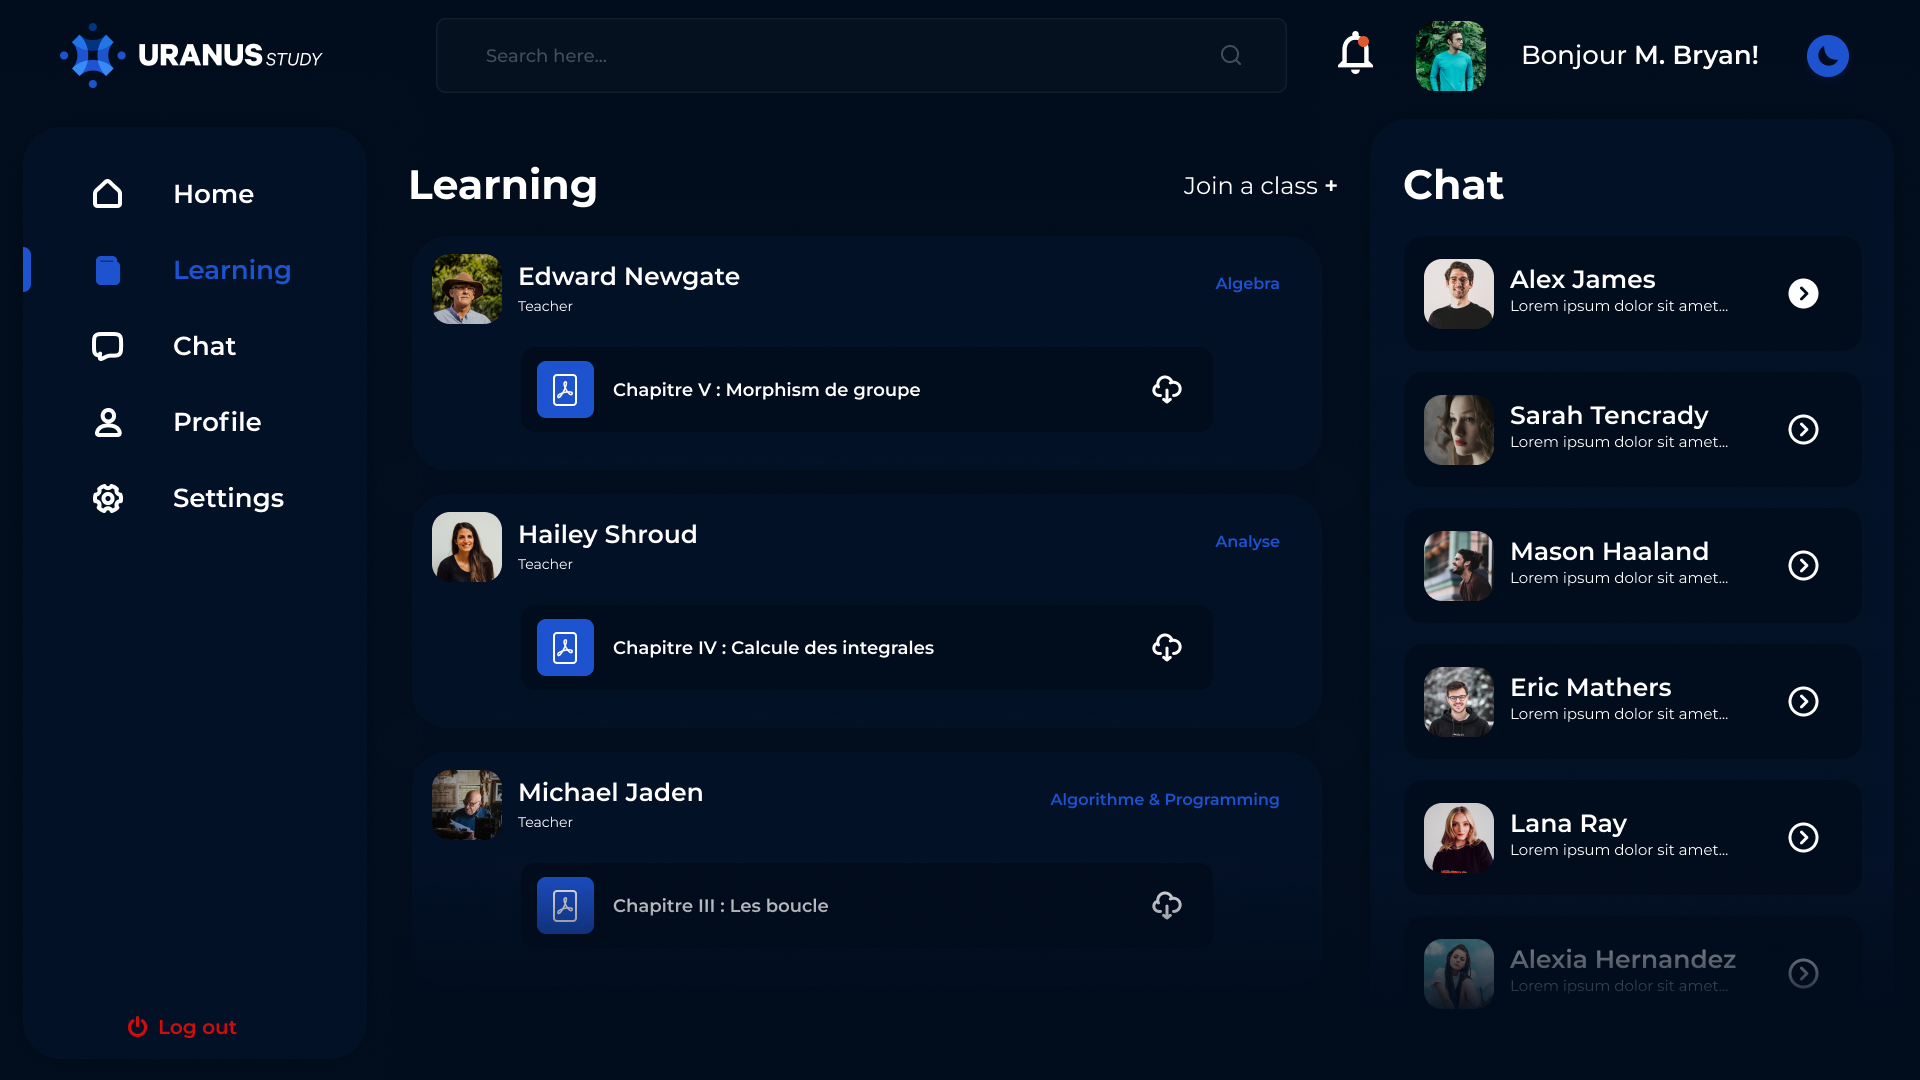 URANUS STUDY
Search here...
Bonjour M. Bryan!
Home
Learning
Chat
Profile
Settings
Log out
Learning
Join a class +
Edward Newgate
Teacher
Algebra
Chapitre V : Morphism de groupe
Hailey Shroud
Teacher
Analyse
Chapitre IV : Calcule des integrales
Michael Jaden
Teacher
Algorithme & Programming
Chapitre III : Les boucle
Chat
Alex James
Lorem ipsum dolor sit amet...
Sarah Tencrady
Lorem ipsum dolor sit amet...
Mason Haaland
Lorem ipsum dolor sit amet...
Eric Mathers
Lorem ipsum dolor sit amet...
Lana Ray
Lorem ipsum dolor sit amet...
Alexia Hernandez
Lorem ipsum dolor sit amet...